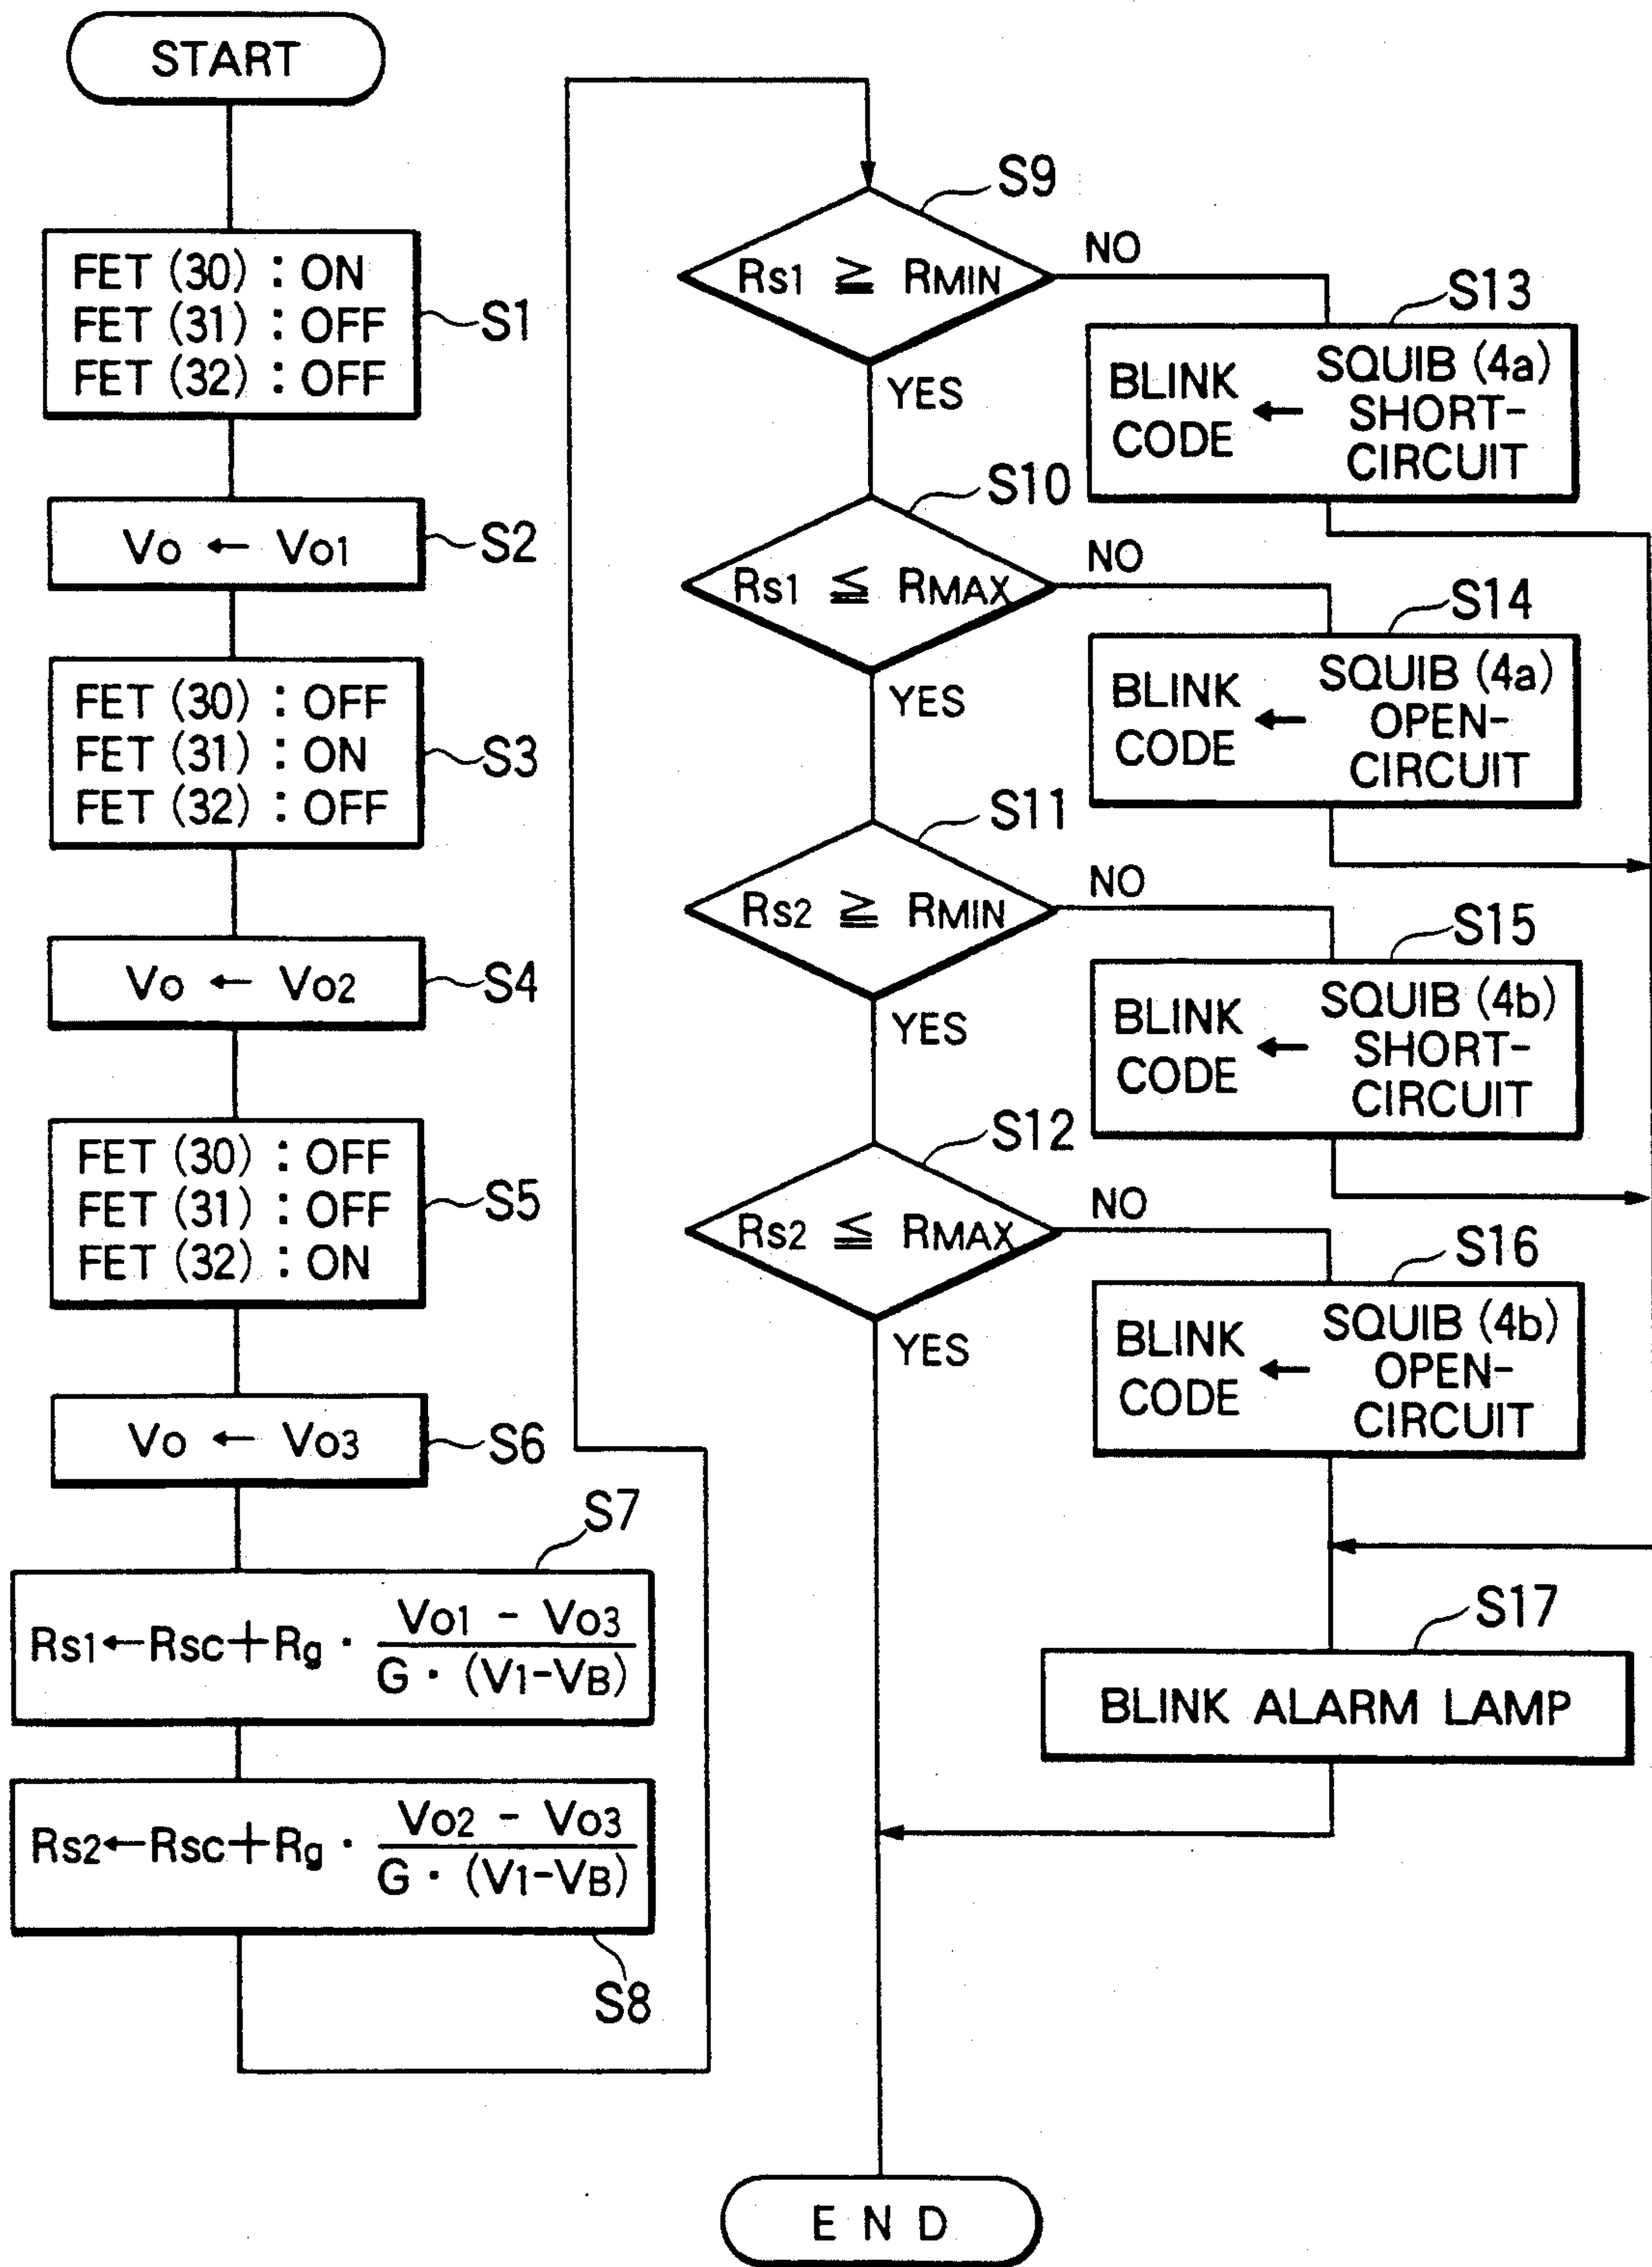 START
FET (30) : ON
FET (31) : OFF
FET (32) : OFF
S1
Vo ← Vo1
S2
FET (30) : OFF
FET (31) : ON
FET (32) : OFF
S3
Vo ← Vo2
S4
FET (30) : OFF
FET (31) : OFF
FET (32) : ON
S5
Vo ← Vo3
S6
S7
Rs1←Rsc+Rg · Vo1 - Vo3
G · (V1-VB)
Rs2←Rsc+Rg · Vo2 - Vo3
G · (V1-VB)
S8
S9
Rs1 ≧ RMIN
NO
YES
S13
BLINK CODE ← SQUIB (4a)
SHORT-
CIRCUIT
S10
Rs1 ≦ RMAX
NO
YES
S14
BLINK CODE ← SQUIB (4a)
OPEN-
CIRCUIT
S11
Rs2 ≧ RMIN
NO
YES
S15
BLINK CODE ← SQUIB (4b)
SHORT-
CIRCUIT
S12
Rs2 ≦ RMAX
NO
YES
S16
BLINK CODE ← SQUIB (4b)
OPEN-
CIRCUIT
S17
BLINK ALARM LAMP
END